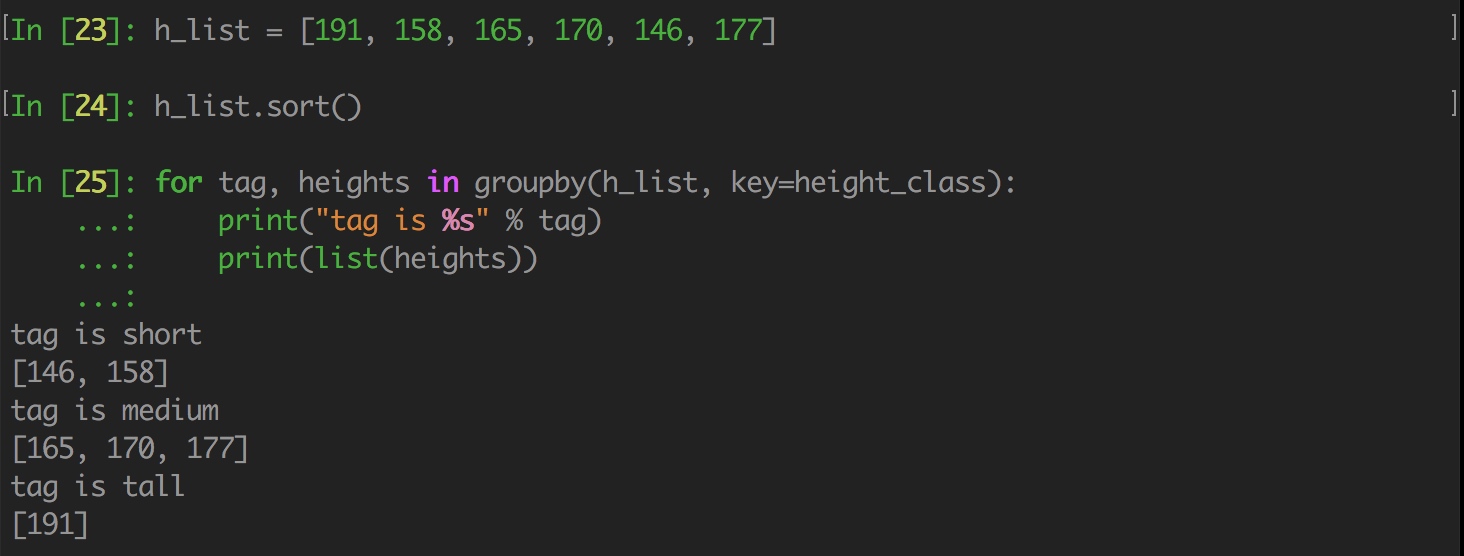 In [23]: h_list = [191, 158, 165, 170, 146, 177]
In [24]: h_list.sort()
In [25]: for tag, heights in groupby(h_list, key=height_class):
    ...:     print("tag is %s" % tag)
    ...:     print(list(heights))
    ...:
tag is short
[146, 158]
tag is medium
[165, 170, 177]
tag is tall
[191]